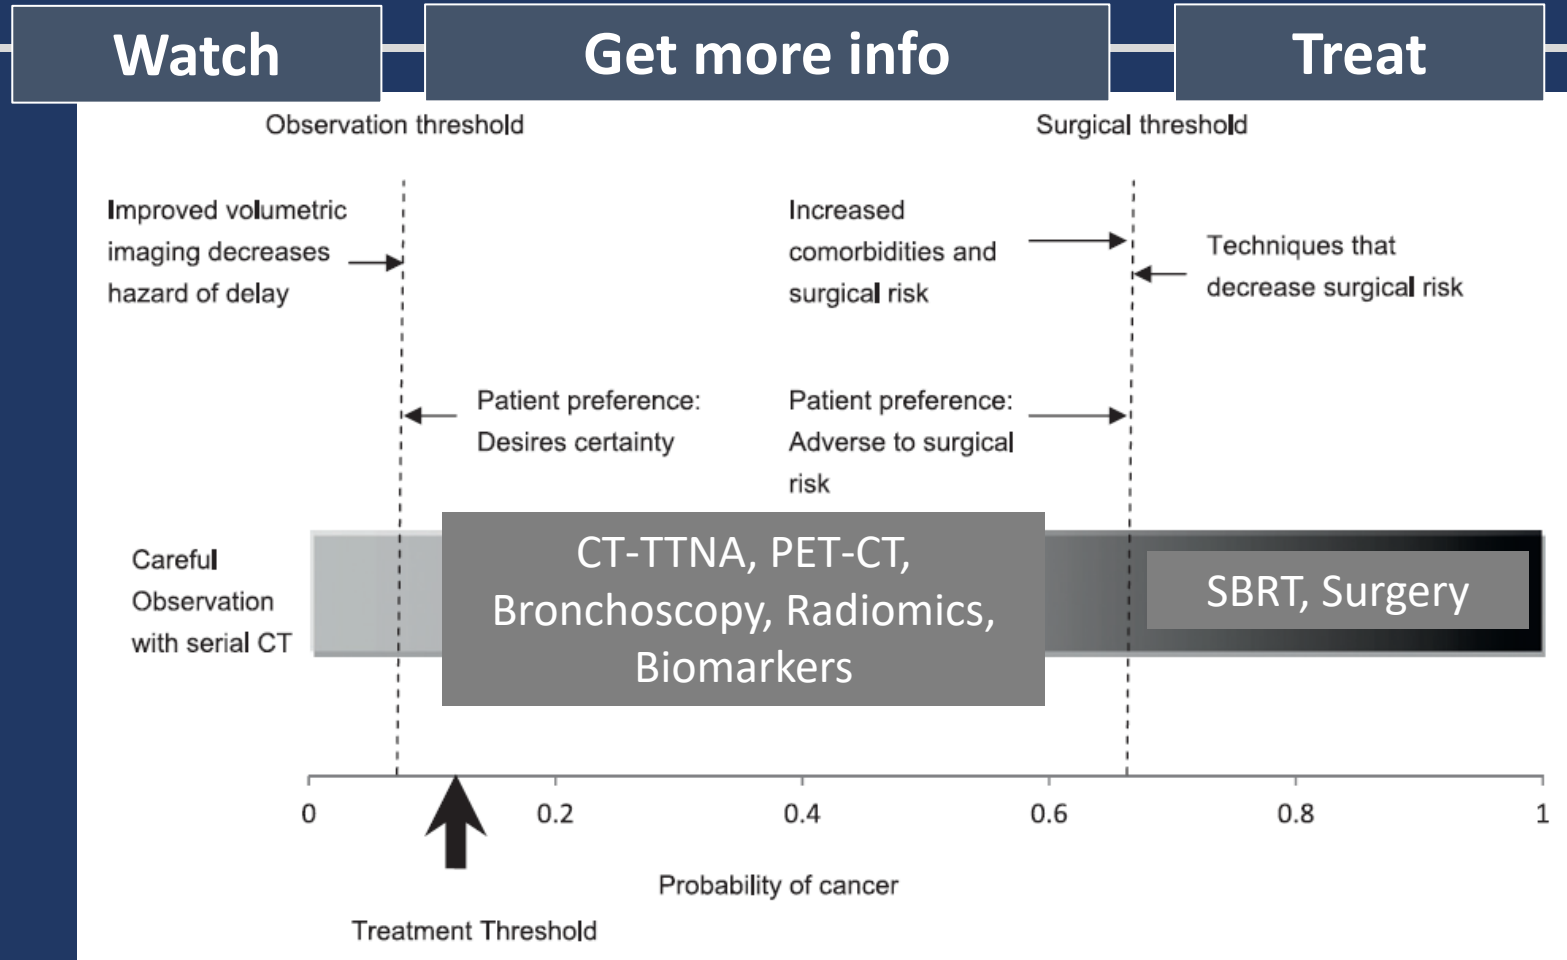 Watch
Get more info
Treat
Observation threshold
Surgical threshold
Improved volumetric
imaging decreases
hazard of delay
Increased
comorbidities and
surgical risk
Techniques that
decrease surgical risk
Patient preference:
Desires certainty
Patient preference:
Adverse to surgical
risk
Careful
Observation
with serial CT
CT-TTNA, PET-CT,
Bronchoscopy, Radiomics,
Biomarkers
SBRT, Surgery
0
0.2
0.4
0.6
0.8
1
Probability of cancer
Treatment Threshold